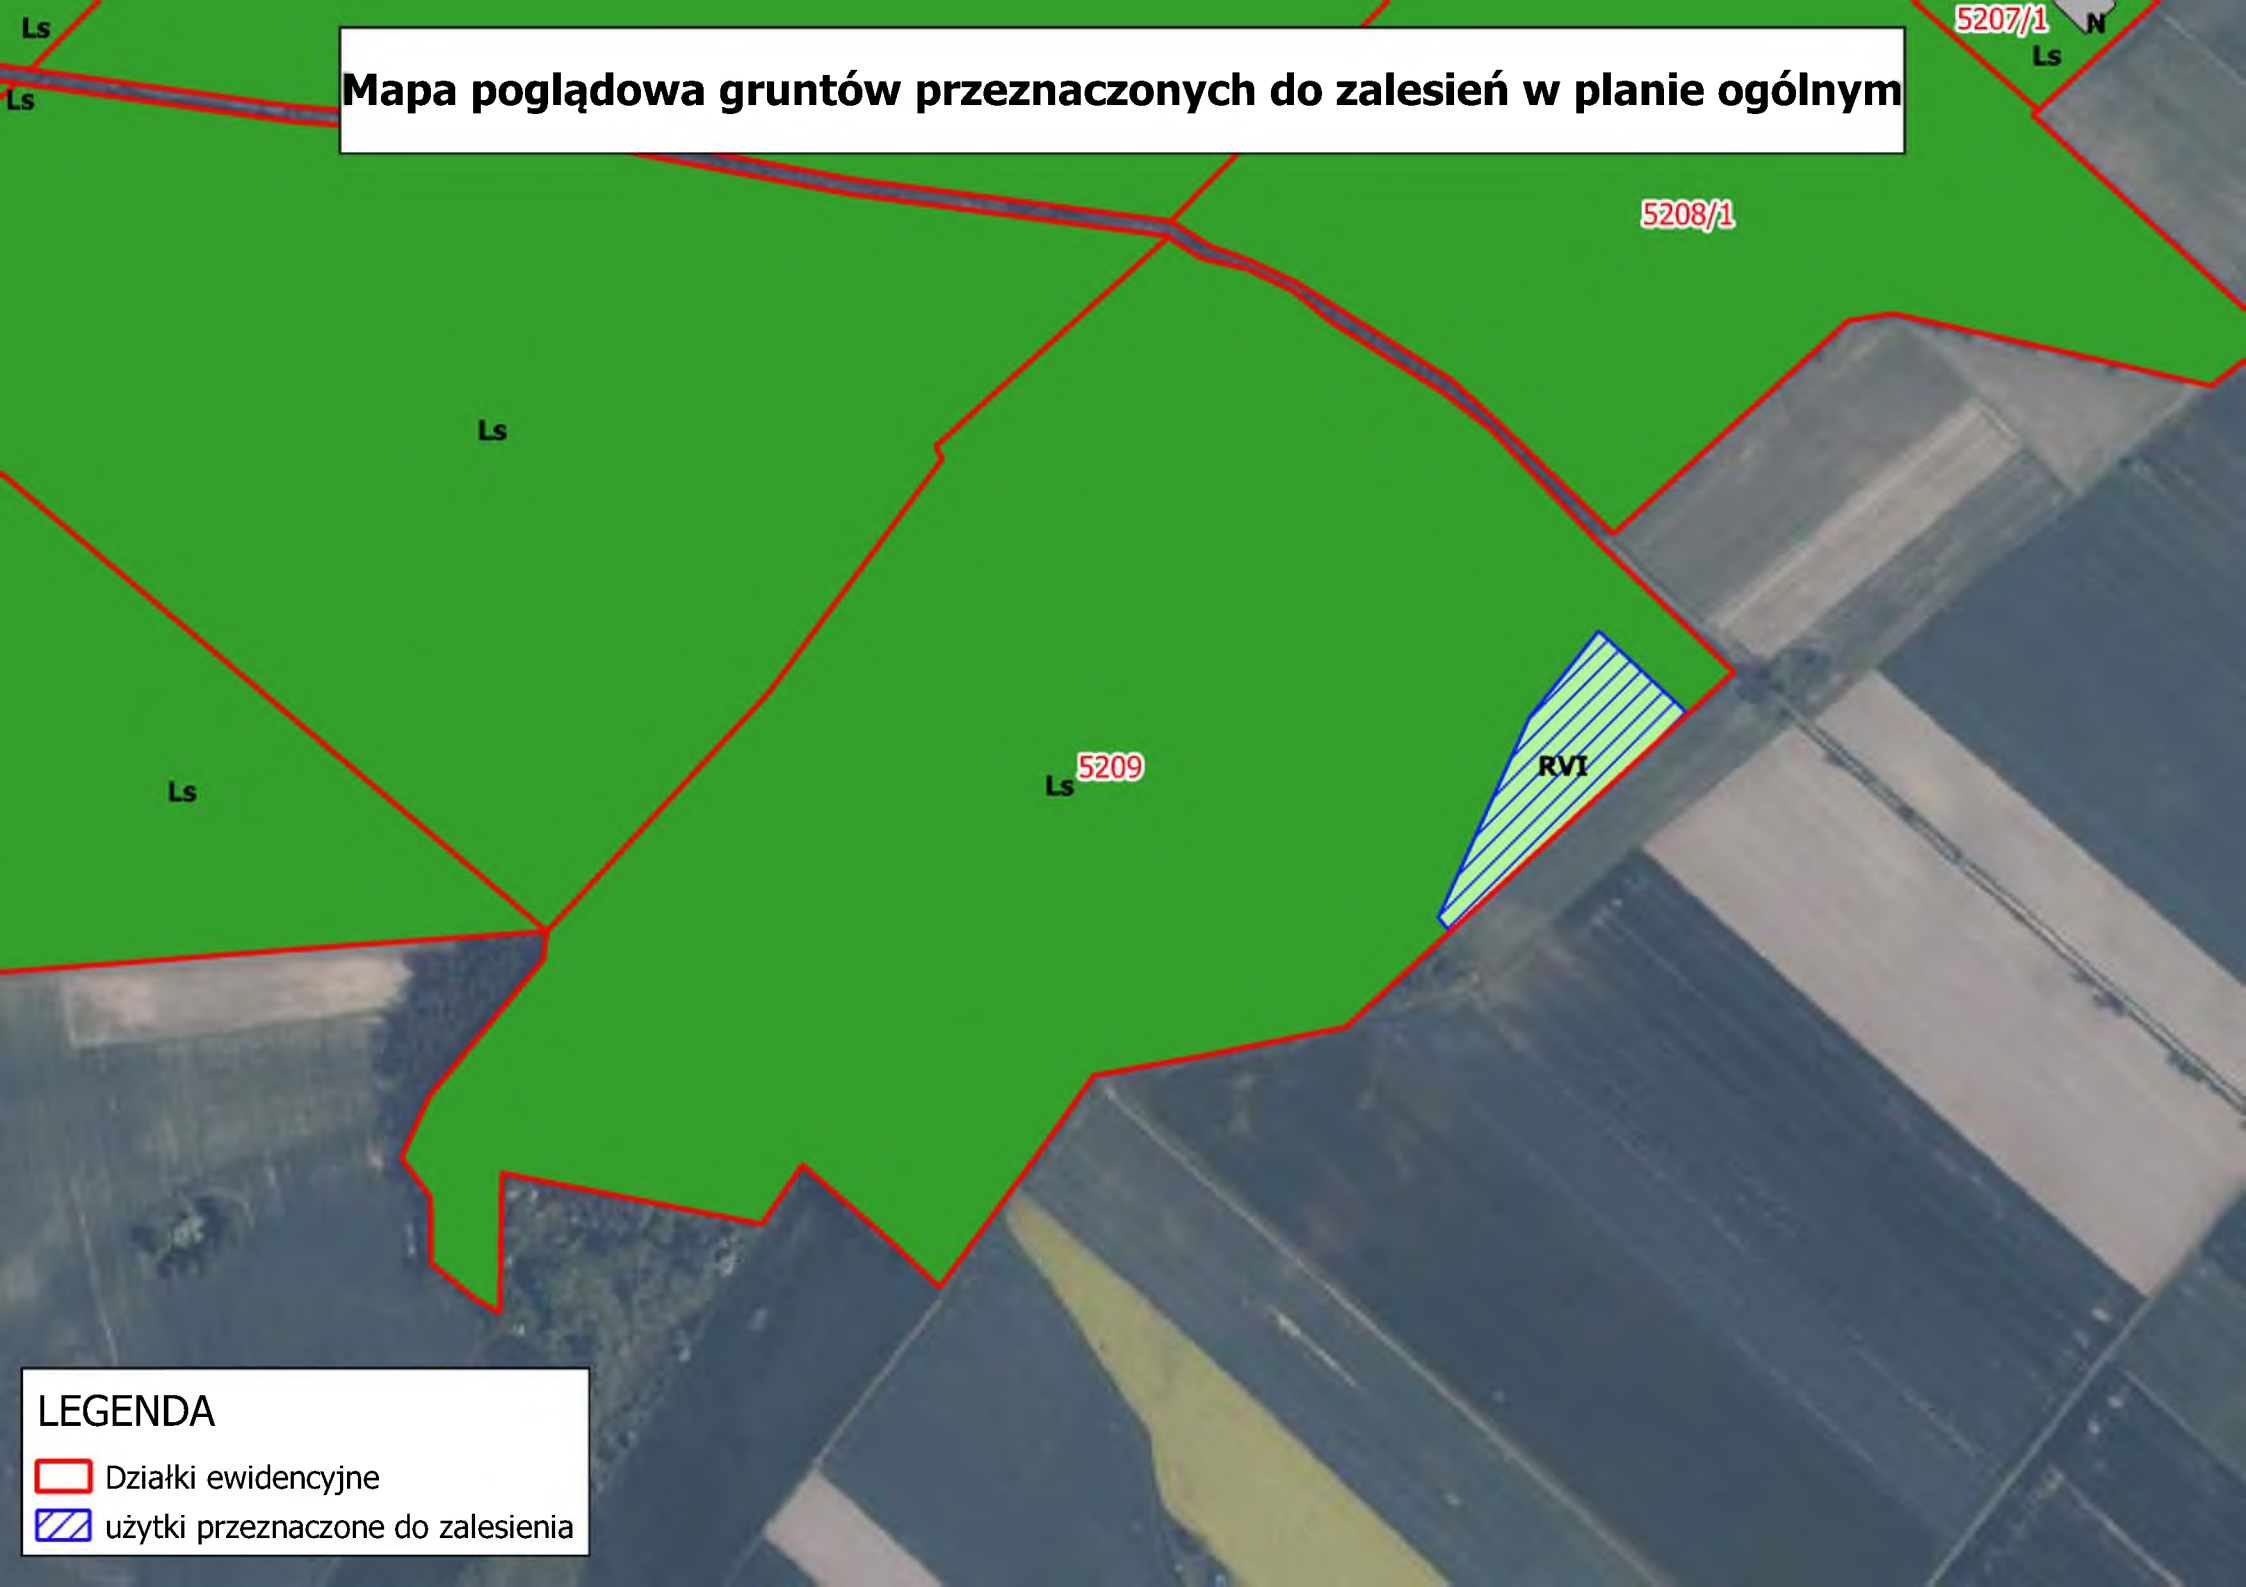 Ls
5207/1
N
Ls
Ls
Mapa poglądowa gruntów przeznaczonych do zalesień w planie ogólnym
5208/1
Ls
5209
Ls
RVI
Ls
LEGENDA
Działki ewidencyjne
użytki przeznaczone do zalesienia